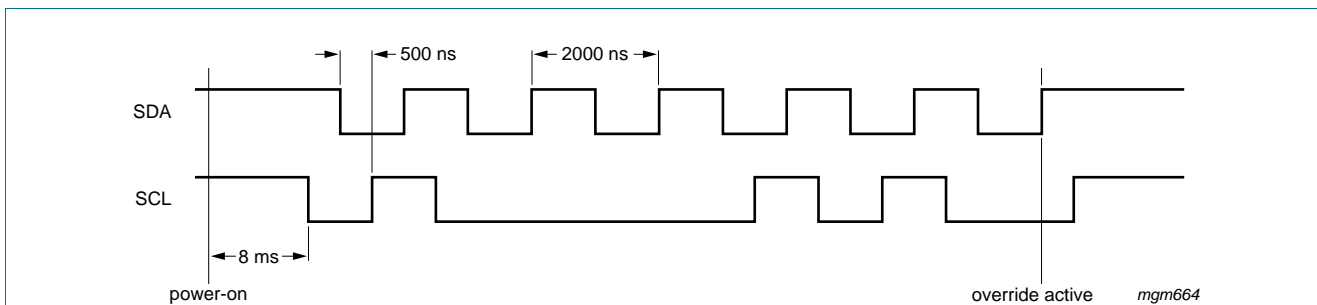 500 ns
2000 ns
SDA
SCL
8 ms
power-on
override active
mgm664